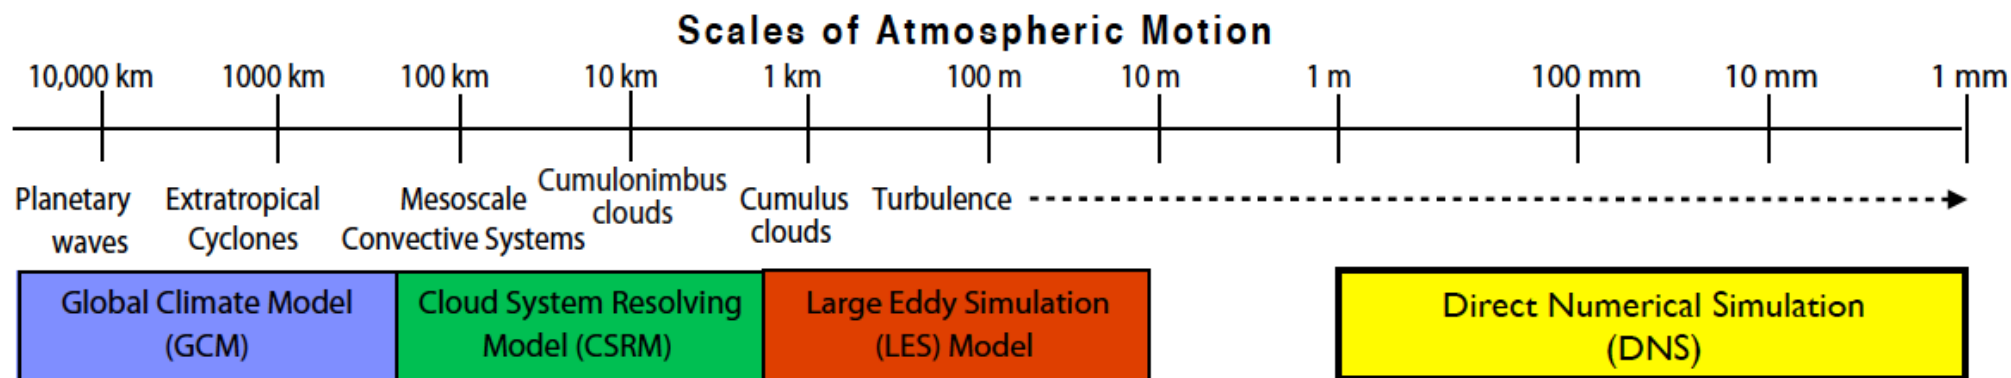 Scales of Atmospheric Motion
10,000 km 1000 km 100 km 10 km 1 km 100 m 10 m 1 m 100 mm 10 mm 1 mm
Planetary
waves
Extratropical
Cyclones
Mesoscale
Convective Systems
Cumulonimbus
clouds
Cumulus
clouds
Turbulence
Global Climate Model
(GCM)
Cloud System Resolving
Model (CSRM)
Large Eddy Simulation
(LES) Model
Direct Numerical Simulation
(DNS)